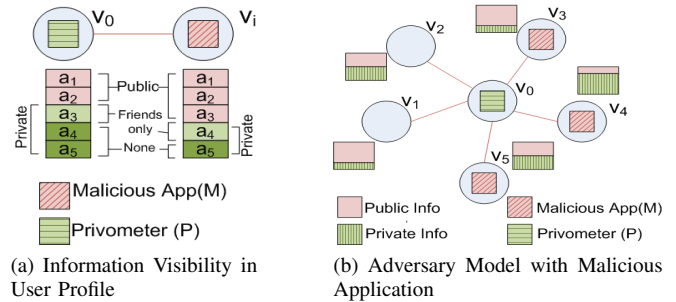 v0
vi
a1
a2
a3
a4
a5
Private
Public
Friends
only
None
a1
a2
a3
a4
a5
Private
Malicious App(M)
Privometer (P)
(a) Information Visibility in
User Profile
v2
v3
v0
v1
v4
v5
Public Info
Malicious App(M)
Private Info
Privometer (P)
(b) Adversary Model with Malicious
Application